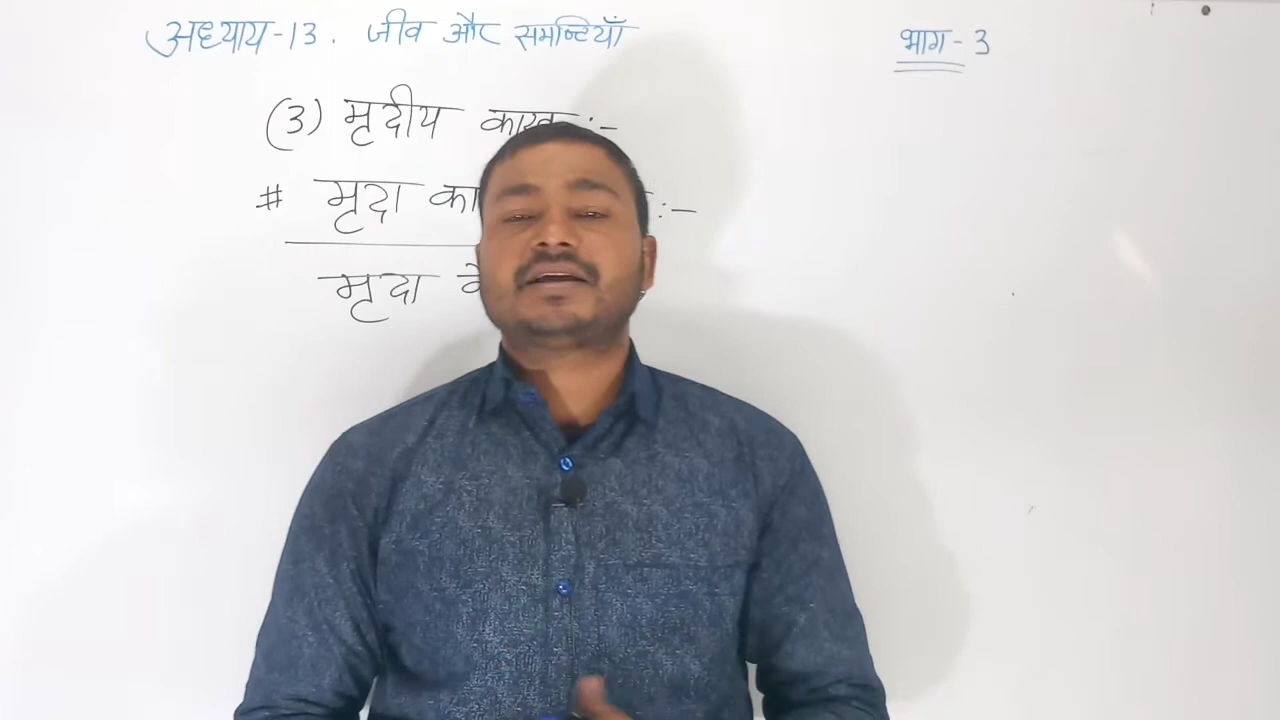 अध्याय-13. जीव और समष्टियाँ
भाग-3
(3) मृदीय कारक :-
# मृदा का :-
मृदा के